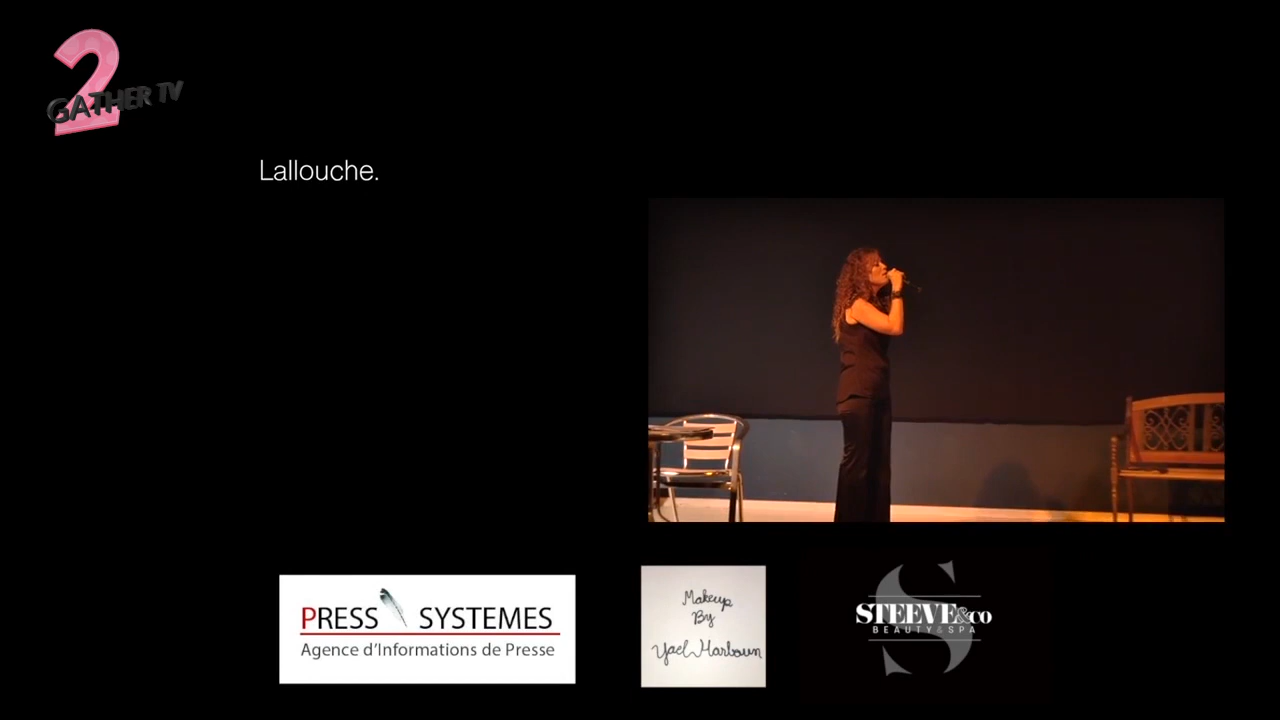 2
GATHER TV
Lallouche.
PRESS SYSTEMES
Agence d'Informations de Presse
Makeup
By
Yael Harboun
S
STEEVE&co
BEAUTY & SPA